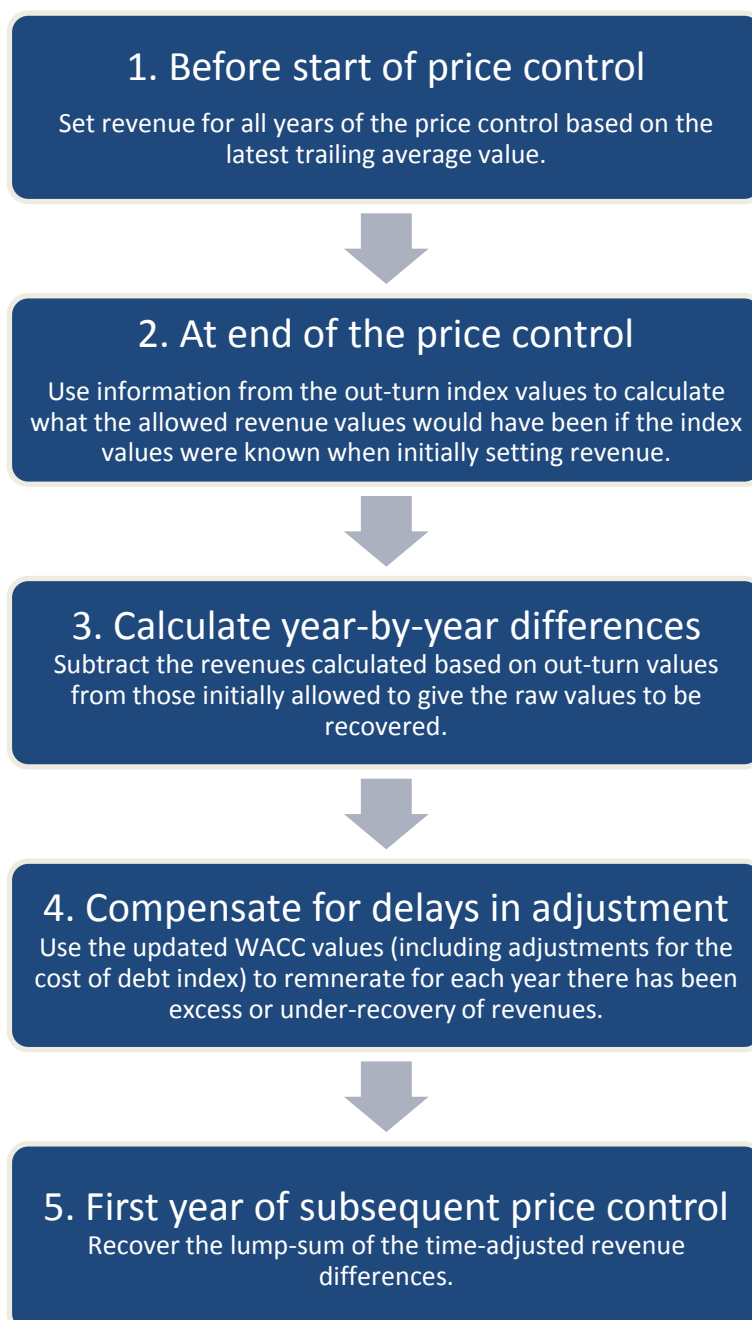 1. Before start of price control
Set revenue for all years of the price control based on the
latest trailing average value.
2. At end of the price control
Use information from the out-turn index values to calculate
what the allowed revenue values would have been if the index
values were known when initially setting revenue.
3. Calculate year-by-year differences
Subtract the revenues calculated based on out-turn values
from those initially allowed to give the raw values to be
recovered.
4. Compensate for delays in adjustment
Use the updated WACC values (including adjustments for the
cost of debt index) to remnerate for each year there has been
excess or under-recovery of revenues.
5. First year of subsequent price control
Recover the lump-sum of the time-adjusted revenue
differences.